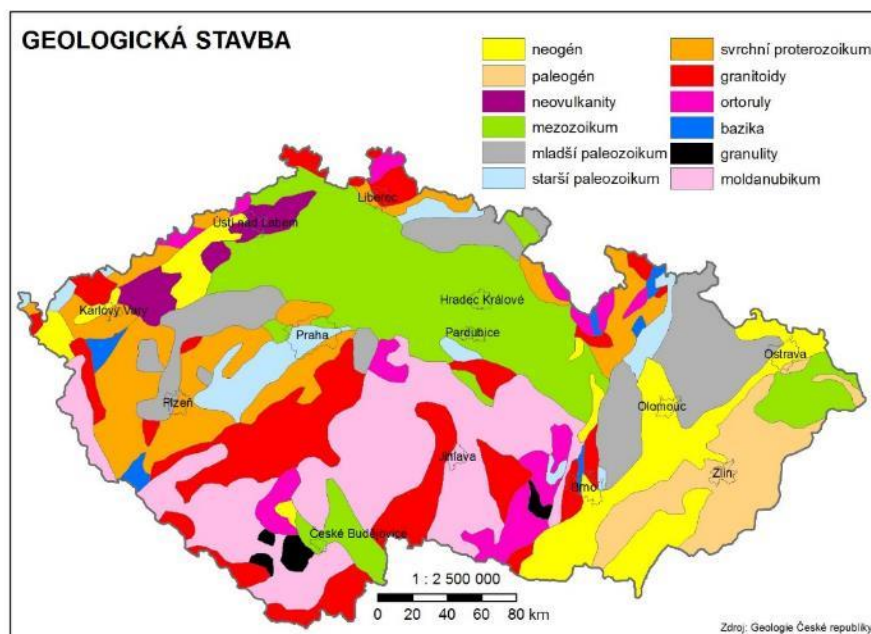 GEOLOGICKÁ STAVBA
neogén
paleogén
neovulkanity
mezozoikum
mladší paleozoikum
starší paleozoikum
svrchní proterozoikum
granitoidy
ortoruly
bazika
granulity
moldanubikum
Liberec
Ústí nad Labem
Karlovy Vary
Hradec Králové
Praha
Pardubice
Ostrava
Plzeň
Olomouc
Jihlava
Zlín
Brno
České Budějovice
1 : 2 500 000
0 20 40 60 80 km
Zdroj: Geologie České republiky